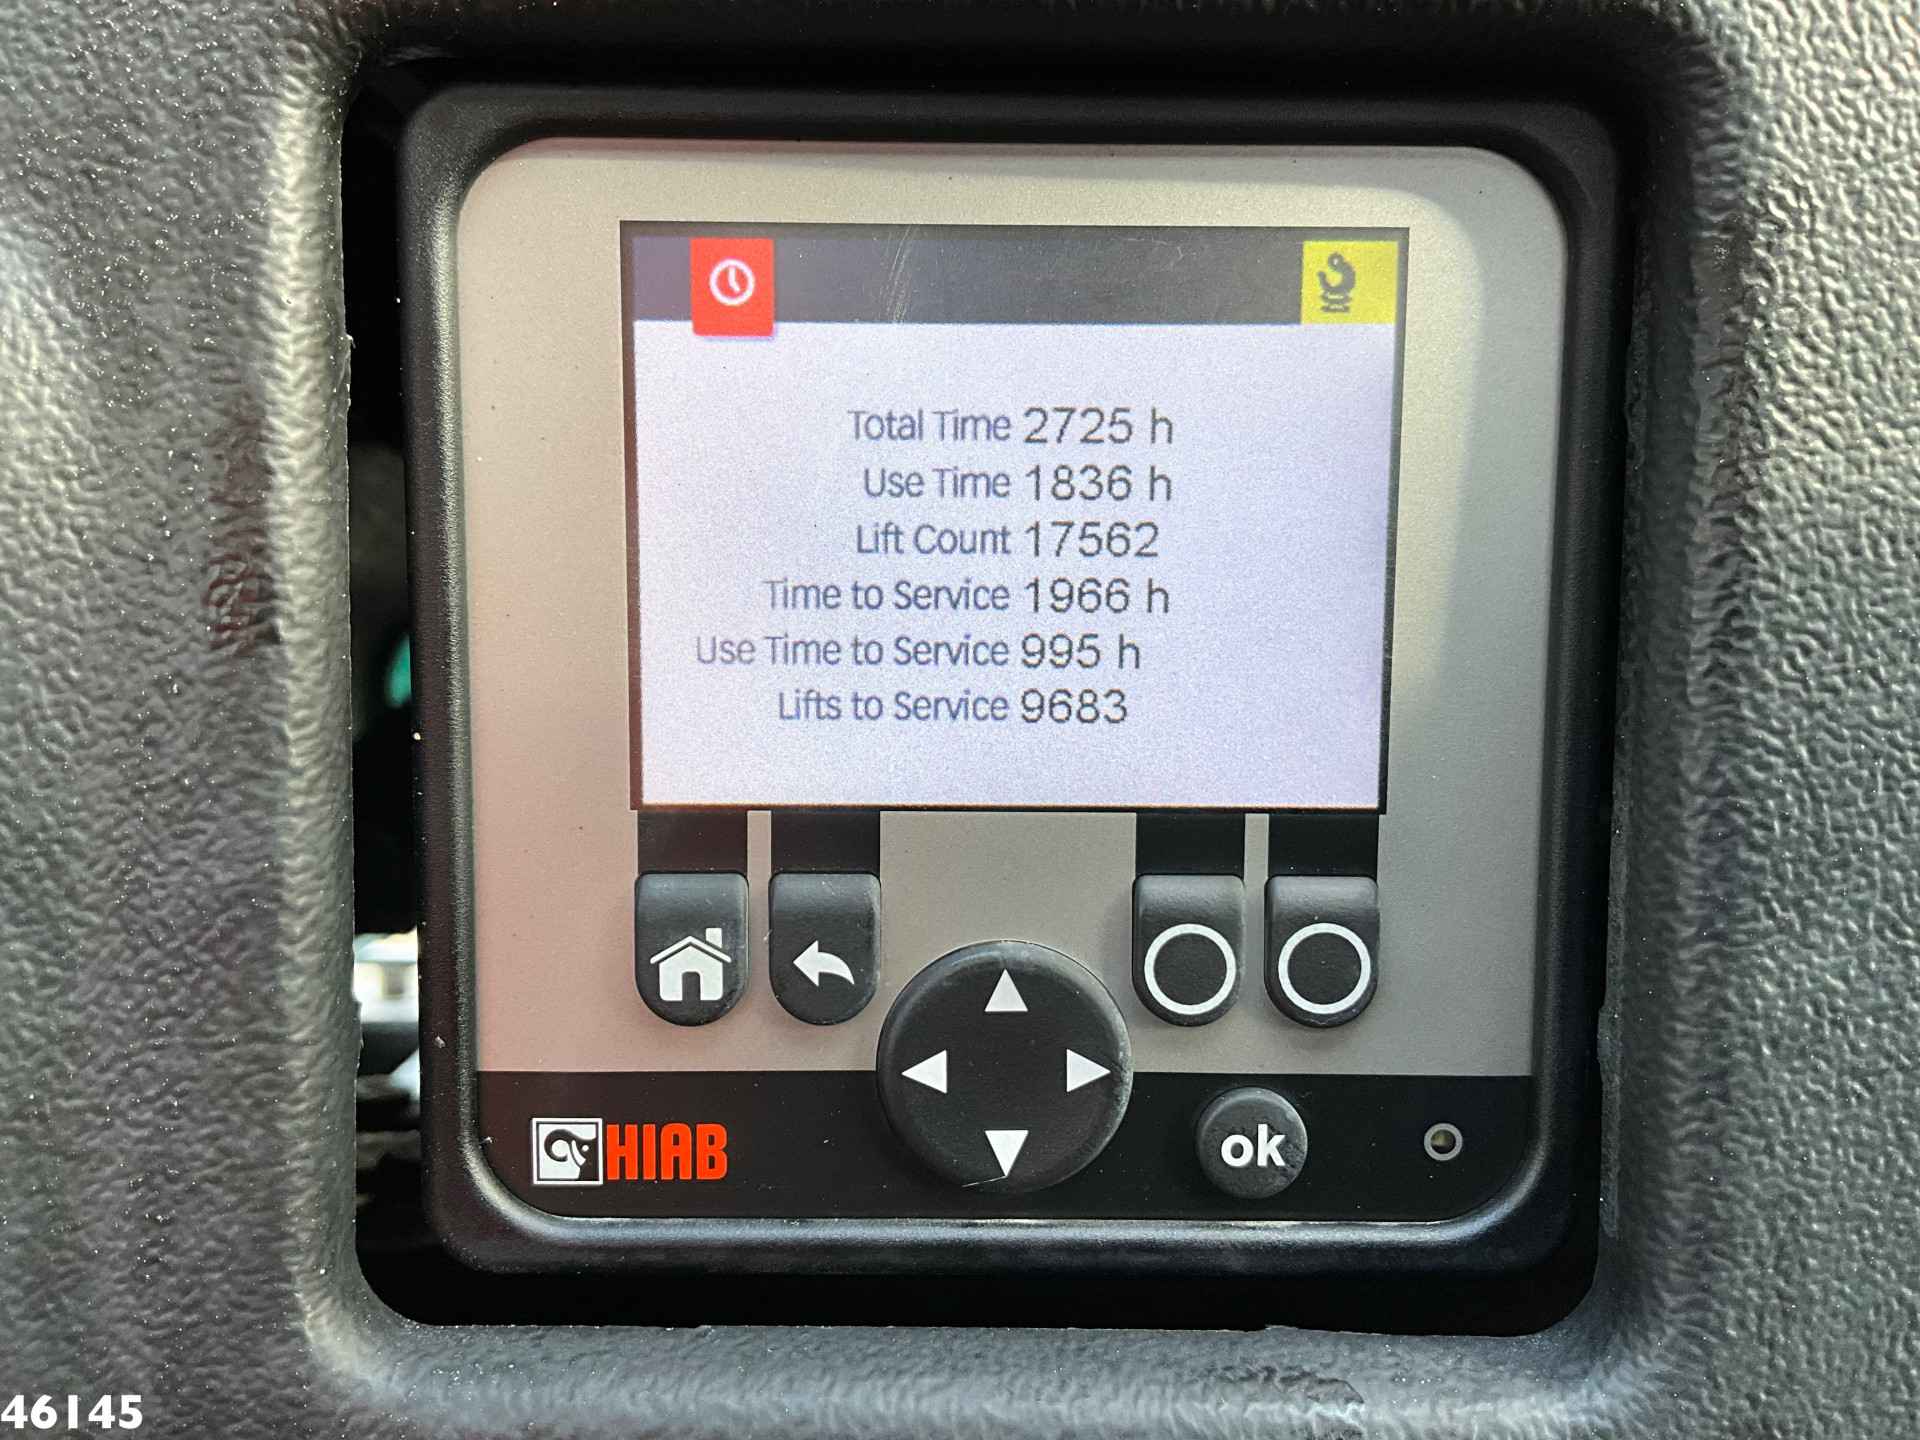 Total Time 2725 h
Use Time 1836 h
Lift Count 17562
Time to Service 1966 h
Use Time to Service 995 h
Lifts to Service 9683
HIAB
ok
46145